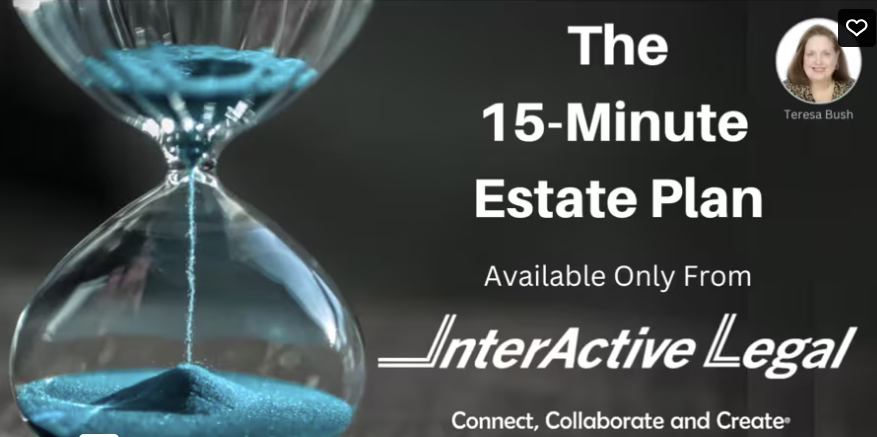 The
15-Minute
Estate Plan
Teresa Bush
Available Only From
InterActive Legal
Connect, Collaborate and Create®